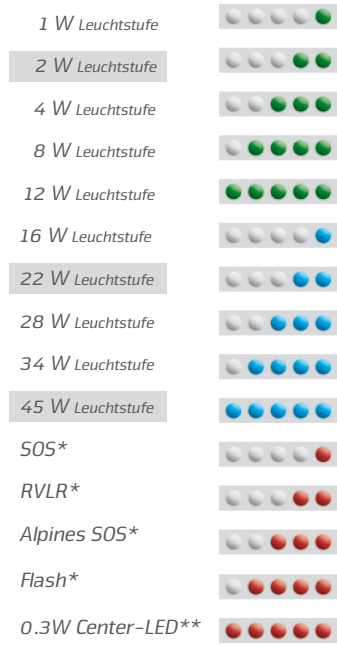 1 W Leuchtstufe
2 W Leuchtstufe
4 W Leuchtstufe
8 W Leuchtstufe
12 W Leuchtstufe
16 W Leuchtstufe
22 W Leuchtstufe
28 W Leuchtstufe
34 W Leuchtstufe
45 W Leuchtstufe
SOS*
RVLR*
Alpines SOS*
Flash*
0.3W Center-LED**